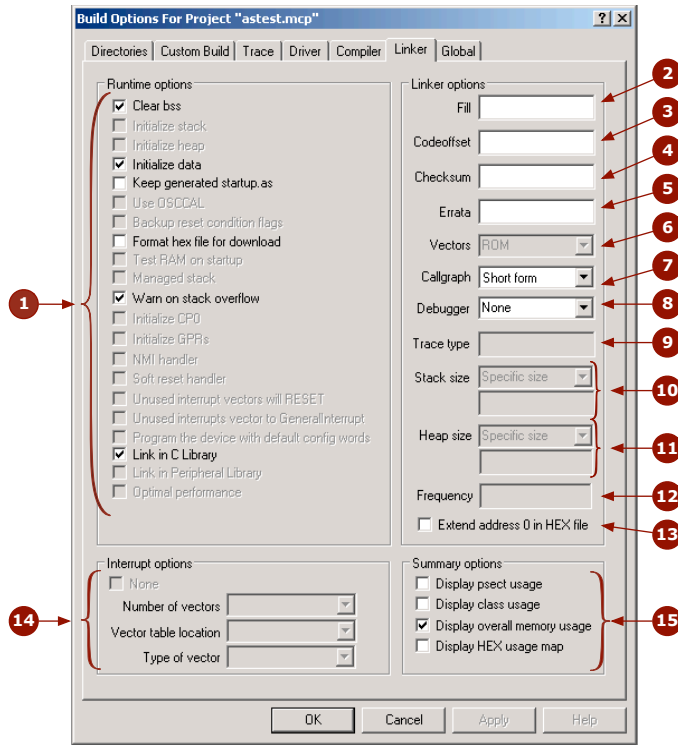 Build Options For Project "astest.mcp"
Directories
Custom Build
Trace
Driver
Compiler
Linker
Global
Runtime options
Clear bss
Initialize stack
Initialize heap
Initialize data
Keep generated startup.as
Use OSCCAL
Backup reset condition flags
Format hex file for download
Test RAM on startup
Managed stack
Warn on stack overflow
Initialize CP0
Initialize GPRs
NMI handler
Soft reset handler
Unused interrupt vectors will RESET
Unused interrupts vector to GeneralInterrupt
Program the device with default config words
Link in C Library
Link in Peripheral Library
Optimal performance
1
Linker options
Fill
2
Codeoffset
3
Checksum
4
Errata
5
Vectors ROM
6
Callgraph Short form
7
Debugger None
8
Trace type
9
Stack size Specific size
10
Heap size Specific size
11
Frequency
12
Extend address 0 in HEX file
13
Interrupt options
None
Number of vectors
Vector table location
Type of vector
14
Summary options
Display psect usage
Display class usage
Display overall memory usage
Display HEX usage map
15
OK
Cancel
Apply
Help